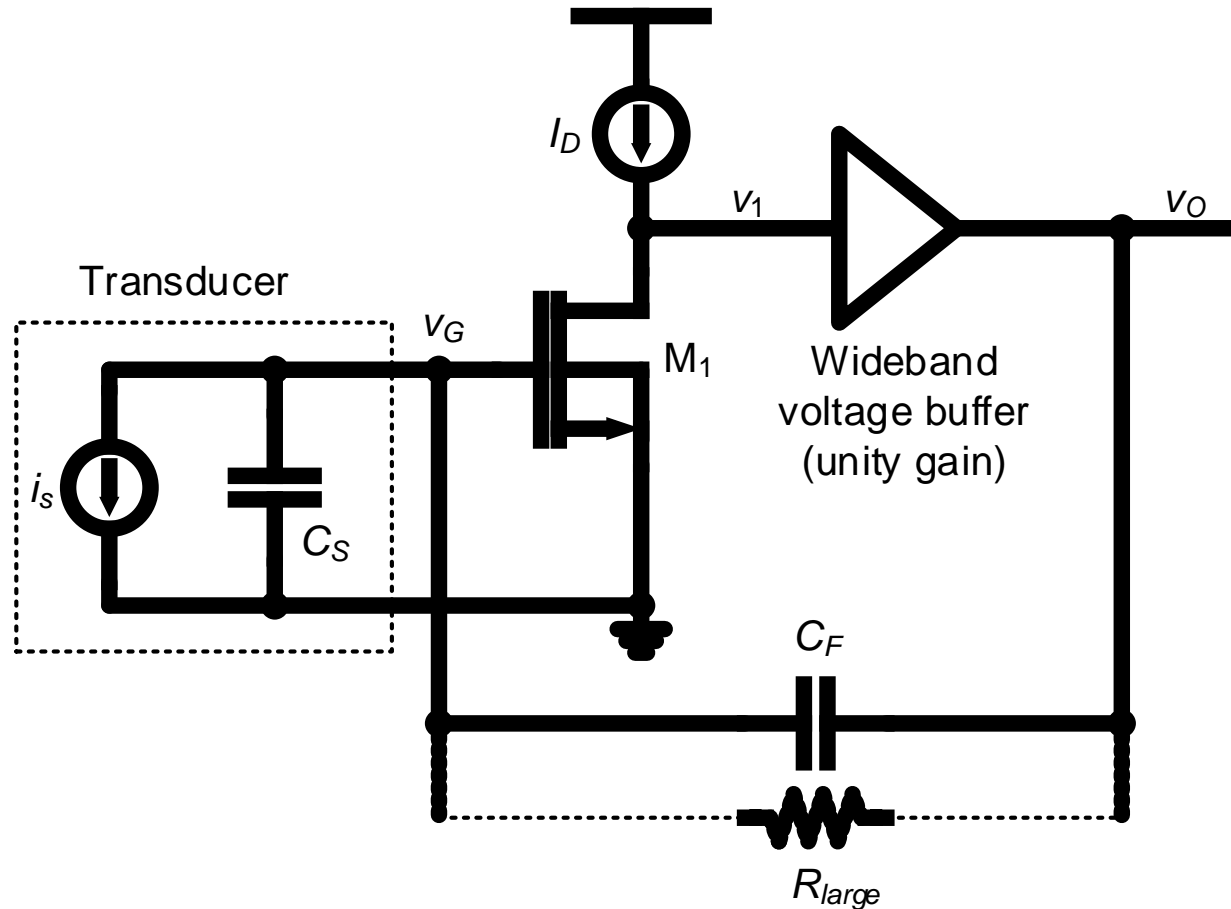 I_D
v_1
v_O
Transducer
v_G
M_1
Wideband
voltage buffer
(unity gain)
i_s
C_S
C_F
R_large